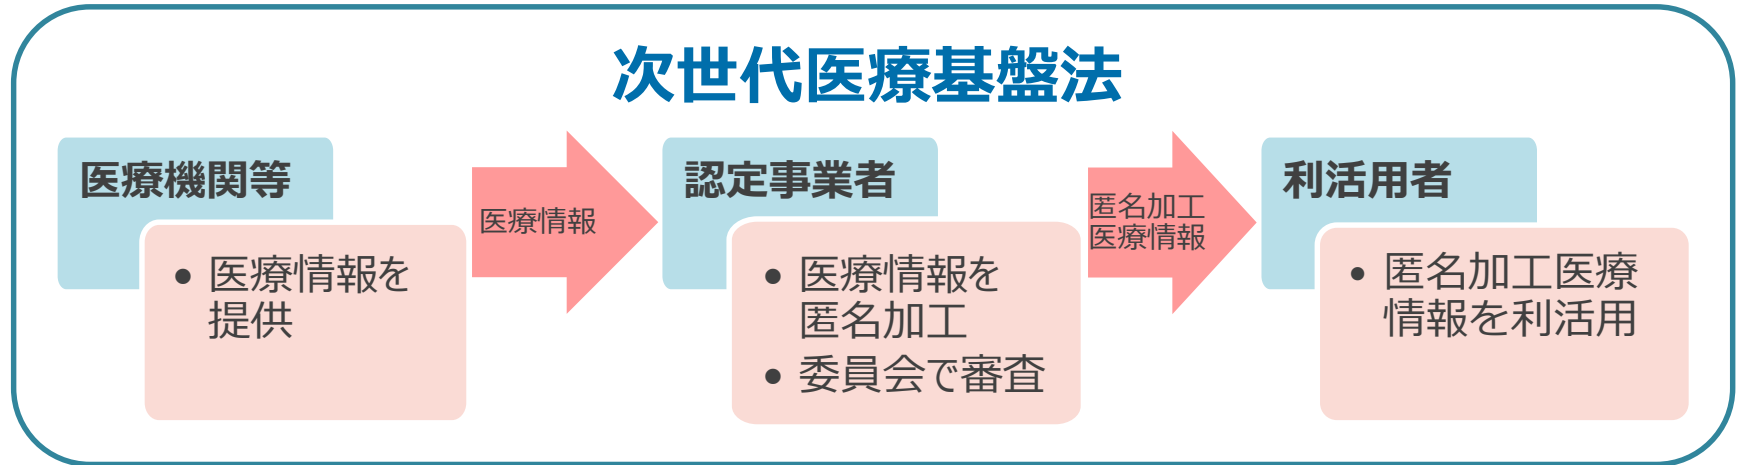 次世代医療基盤法
医療機関等
• 医療情報を
提供
医療情報
認定事業者
• 医療情報を
匿名加工
• 委員会で審査
匿名加工
医療情報
利活用者
• 匿名加工医療
情報を利活用